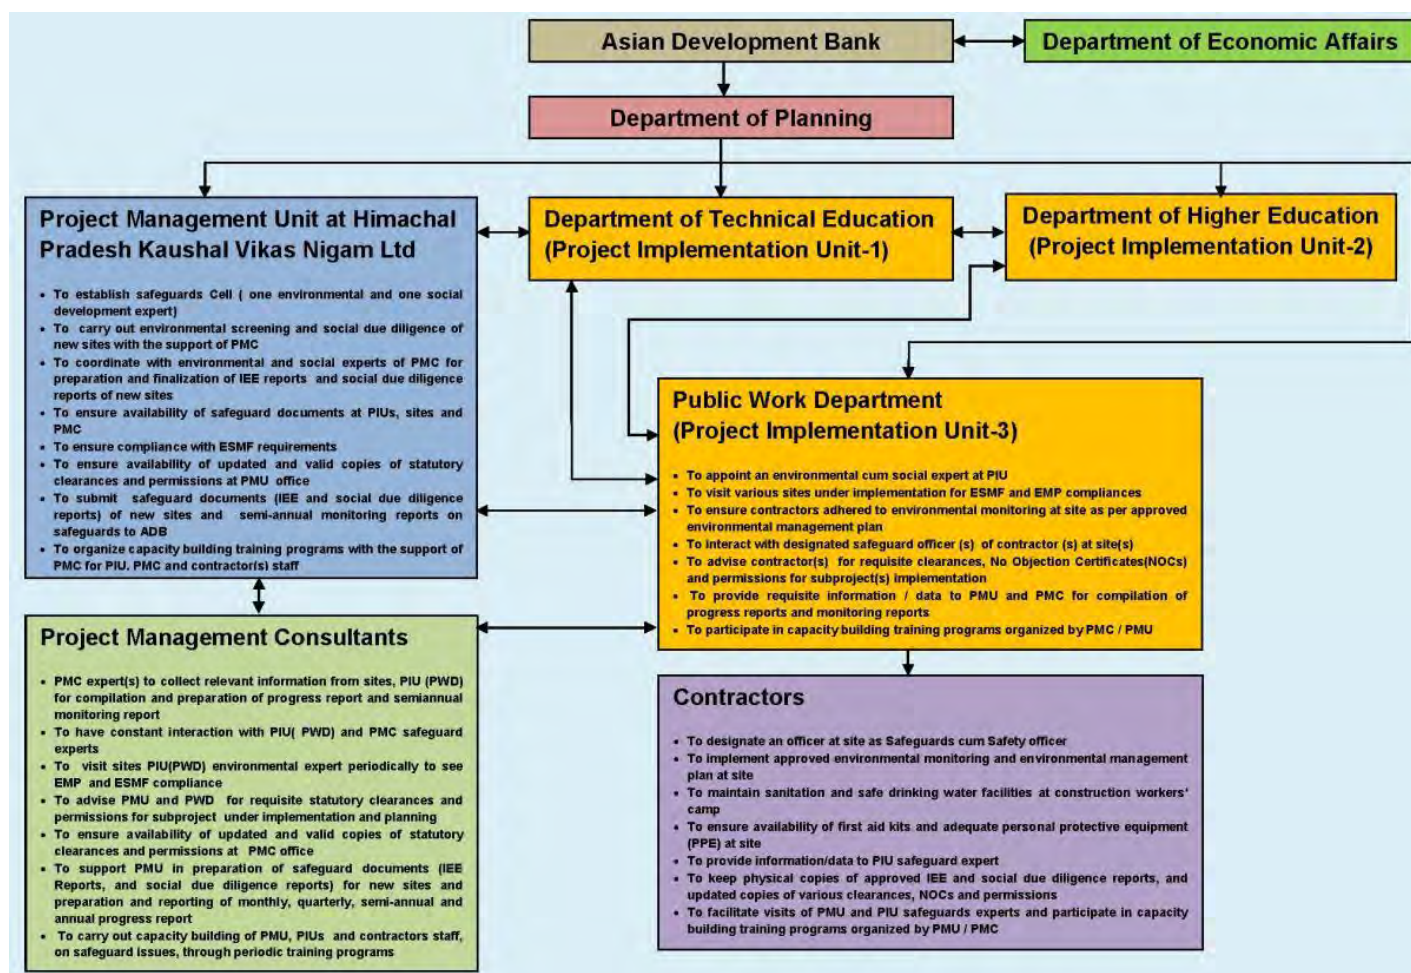 Asian Development Bank
Department of Economic Affairs
Department of Planning
Project Management Unit at Himachal
Pradesh Kaushal Vikas Nigam Ltd
• To establish safeguards Cell ( one environmental and one social
development expert)
• To carry out environmental screening and social due diligence of
new sites with the support of PMC
• To coordinate with environmental and social experts of PMC for
preparation and finalization of IEE reports and social due diligence
reports of new sites
• To ensure availability of safeguard documents at PIUs, sites and
PMC
• To ensure compliance with ESMF requirements
• To ensure availability of updated and valid copies of statutory
clearances and permissions at PMU office
• To submit safeguard documents (IEE and social due diligence
reports) of new sites and semi-annual monitoring reports on
safeguards to ADB
• To organize capacity building training programs with the support of
PMC for PIU. PMC and contractor(s) staff
Department of Technical Education
(Project Implementation Unit-1)
Department of Higher Education
(Project Implementation Unit-2)
Public Work Department
(Project Implementation Unit-3)
• To appoint an environmental cum social expert at PIU
• To visit various sites under implementation for ESMF and EMP compliances
• To ensure contractors adhered to environmental monitoring at site as per approved
environmental management plan
• To interact with designated safeguard officer (s) of contractor (s) at site(s)
• To advise contractor(s) for requisite clearances, No Objection Certificates(NOCs)
and permissions for subproject(s) implementation
• To provide requisite information / data to PMU and PMC for compilation of
progress reports and monitoring reports
• To participate in capacity building training programs organized by PMC / PMU
Project Management Consultants
• PMC expert(s) to collect relevant information from sites, PIU (PWD)
for compilation and preparation of progress report and semiannual
monitoring report
• To have constant interaction with PIU( PWD) and PMC safeguard
experts
• To visit sites PIU(PWD) environmental expert periodically to see
EMP and ESMF compliance
• To advise PMU and PWD for requisite statutory clearances and
permissions for subproject under implementation and planning
• To ensure availability of updated and valid copies of statutory
clearances and permissions at PMC office
• To support PMU in preparation of safeguard documents (IEE
Reports, and social due diligence reports) for new sites and
preparation and reporting of monthly, quarterly, semi-annual and
annual progress report
• To carry out capacity building of PMU, PIUs and contractors staff,
on safeguard issues, through periodic training programs
Contractors
• To designate an officer at site as Safeguards cum Safety officer
• To implement approved environmental monitoring and environmental management
plan at site
• To maintain sanitation and safe drinking water facilities at construction workers'
camp
• To ensure availability of first aid kits and adequate personal protective equipment
(PPE) at site
• To provide information/data to PIU safeguard expert
• To keep physical copies of approved IEE and social due diligence reports, and
updated copies of various clearances, NOCs and permissions
• To facilitate visits of PMU and PIU safeguards experts and participate in capacity
building training programs organized by PMU / PMC